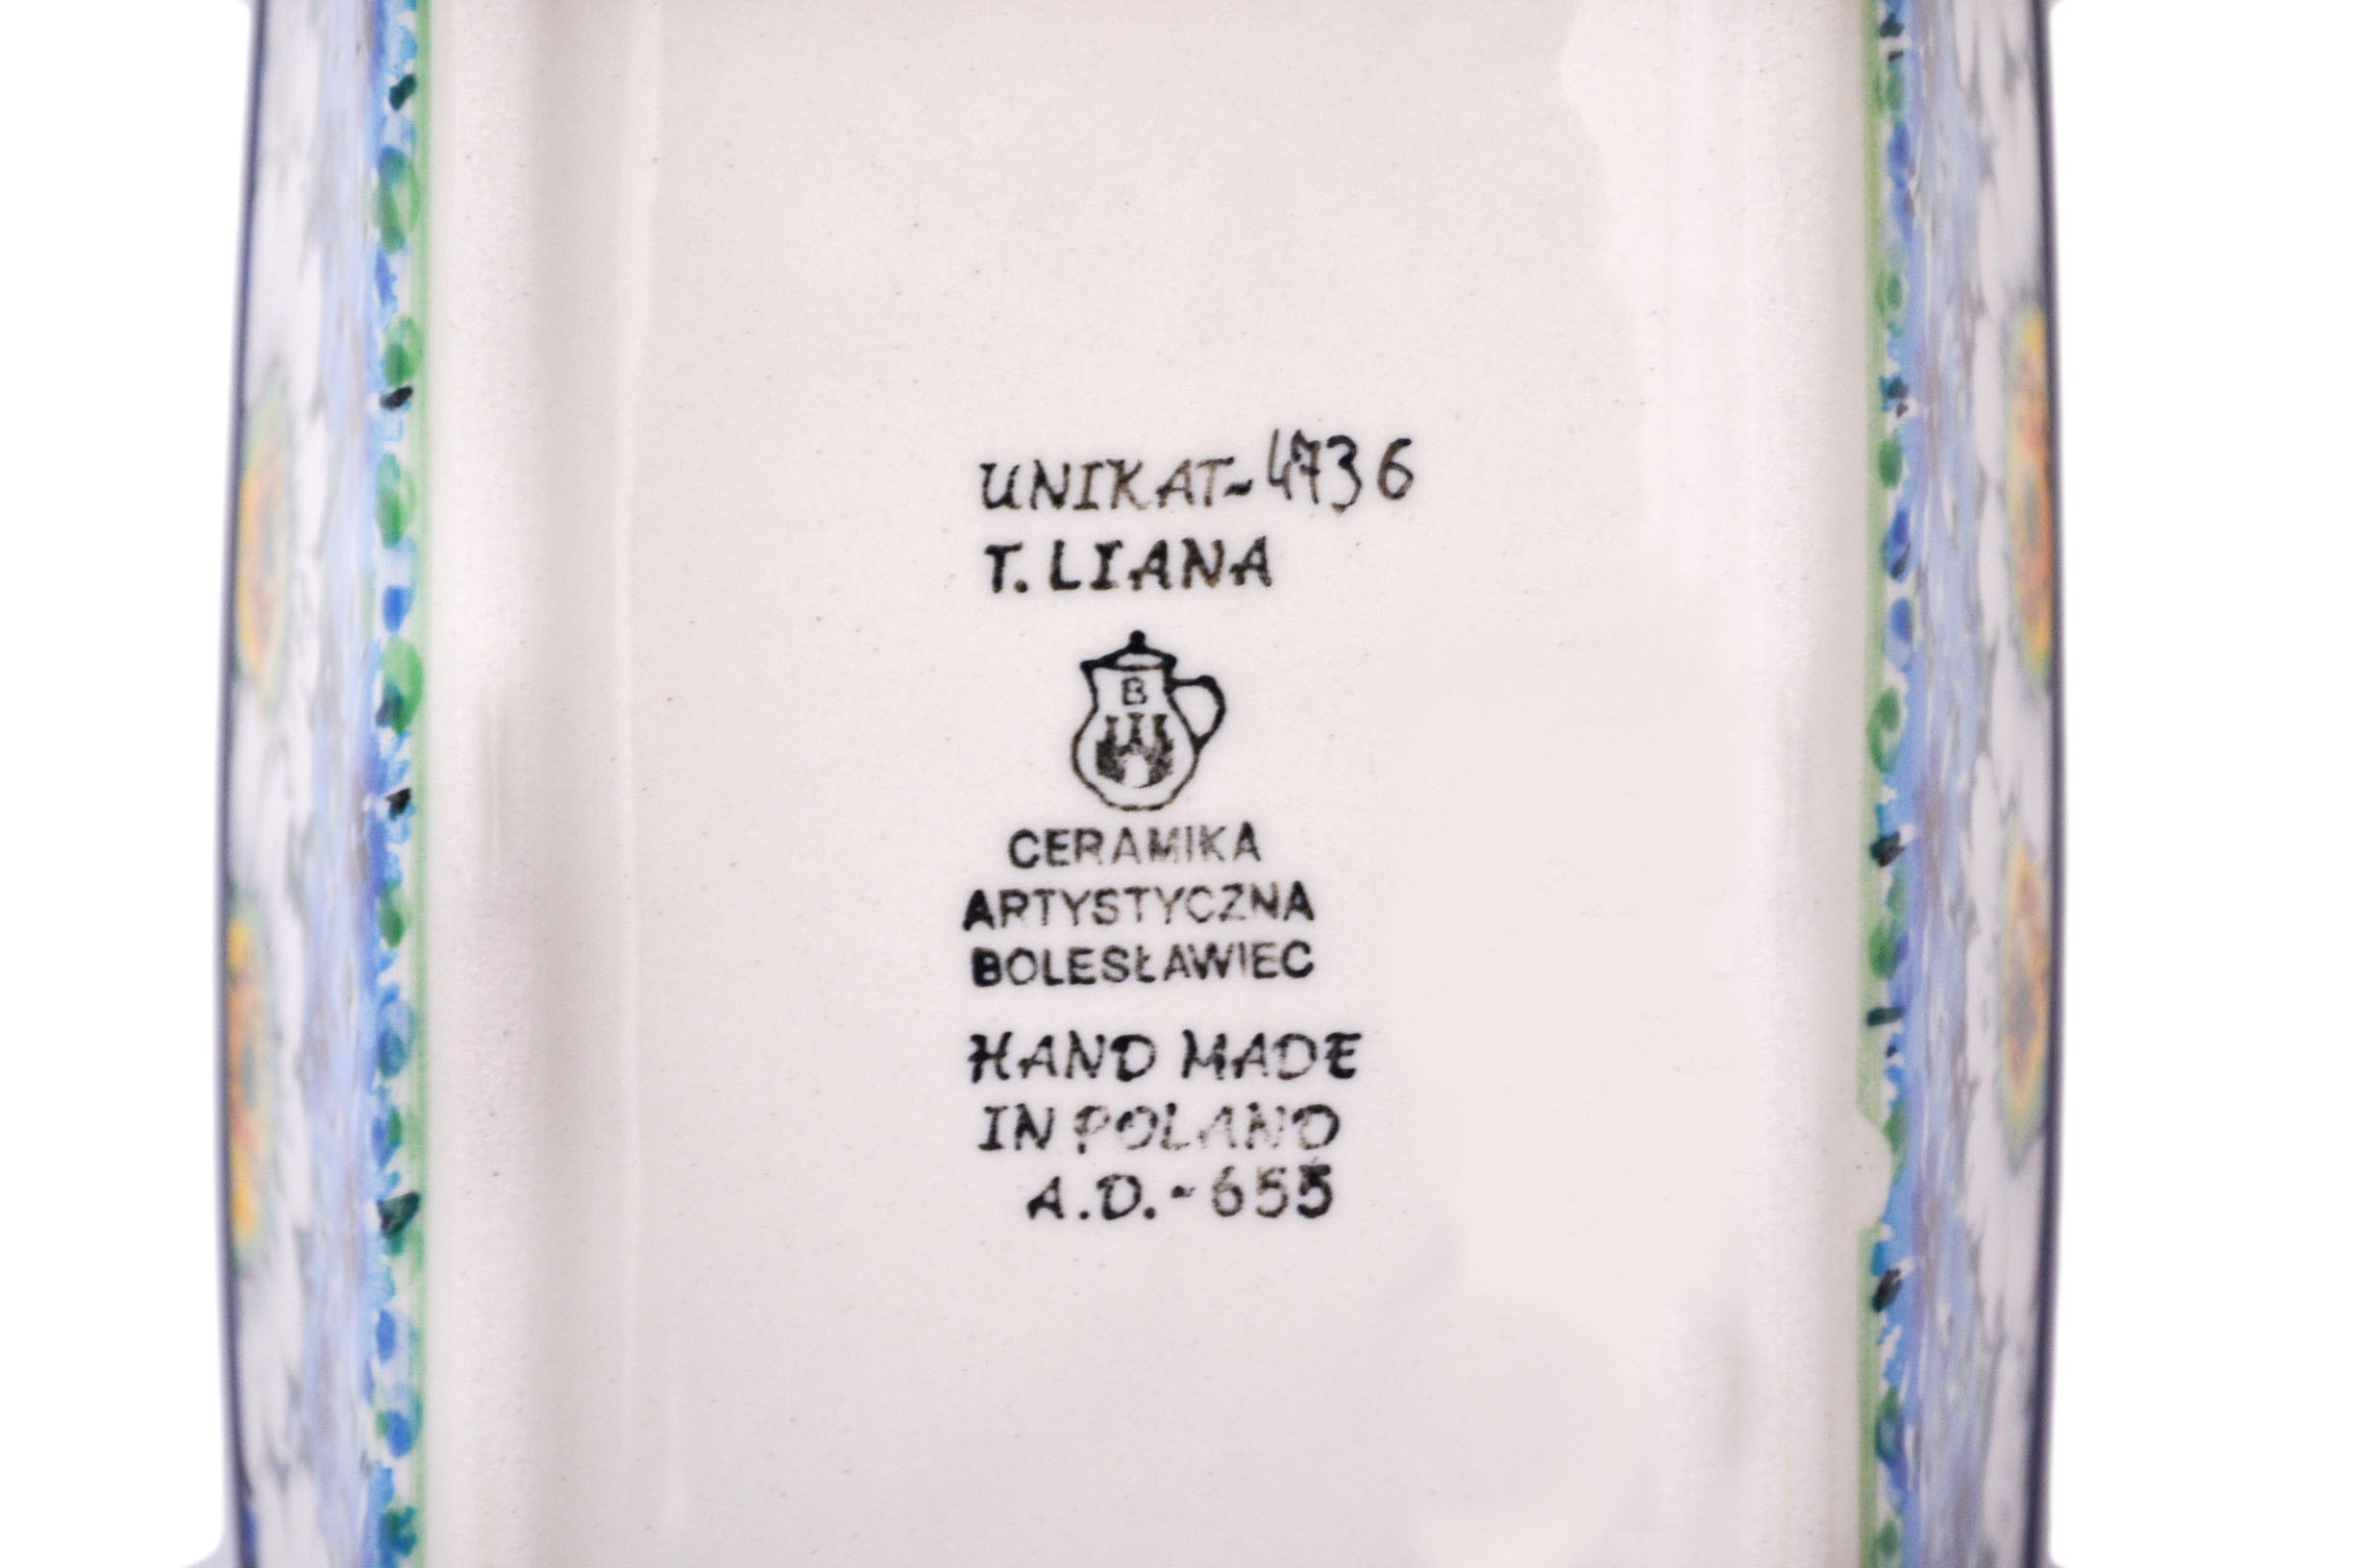 UNIKAT-4736
T. LIANA
B
CERAMIKA
ARTYSTYCZNA
BOLESŁAWIEC
HAND MADE
IN POLAND
A.D.-655